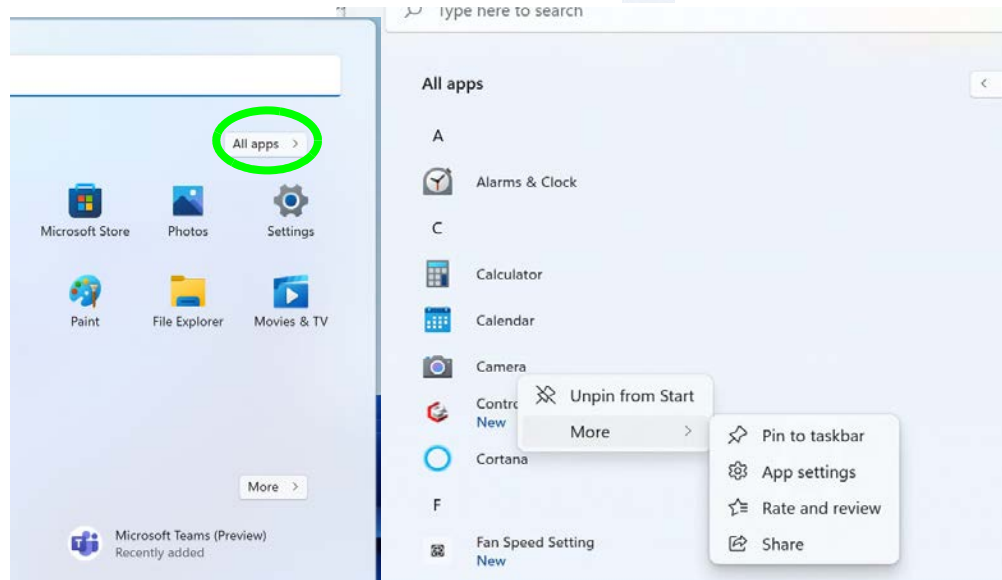 All apps >
Microsoft Store
Photos
Settings
Paint
File Explorer
Movies & TV
More >
Microsoft Teams (Preview)
Recently added
Type here to search
All apps
<
A
Alarms & Clock
C
Calculator
Calendar
Camera
Contro
New
Cortana
F
Fan Speed Setting
New
Unpin from Start
More >
Pin to taskbar
App settings
Rate and review
Share